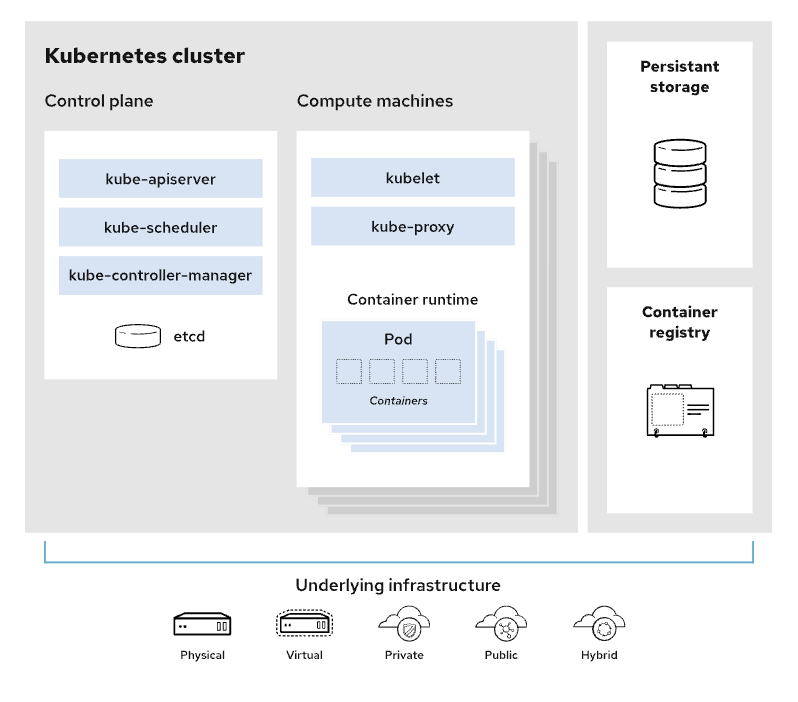 Kubernetes cluster
Control plane
kube-apiserver
kube-scheduler
kube-controller-manager
etcd
Compute machines
kubelet
kube-proxy
Container runtime
Pod
Containers
Persistant
storage
Container
registry
Underlying infrastructure
Physical
Virtual
Private
Public
Hybrid